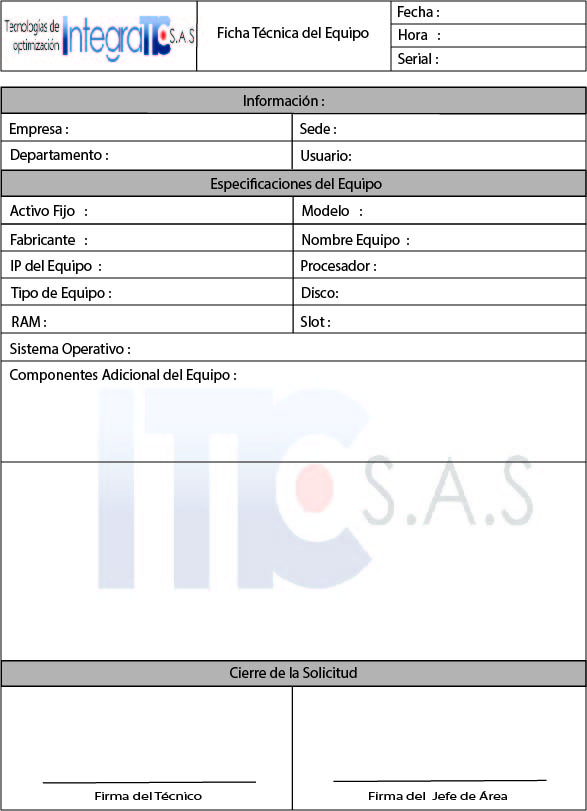 Tecnologías de
optimización
Integra ITC S.A.S
Ficha Técnica del Equipo
Fecha :
Hora :
Serial :
Información :
Empresa :
Sede :
Departamento :
Usuario:
Especificaciones del Equipo
Activo Fijo :
Modelo :
Fabricante :
Nombre Equipo :
IP del Equipo :
Procesador :
Tipo de Equipo :
Disco:
RAM :
Slot :
Sistema Operativo :
Componentes Adicional del Equipo :
ITC S.A.S
Cierre de la Solicitud
Firma del Técnico
Firma del Jefe de Área